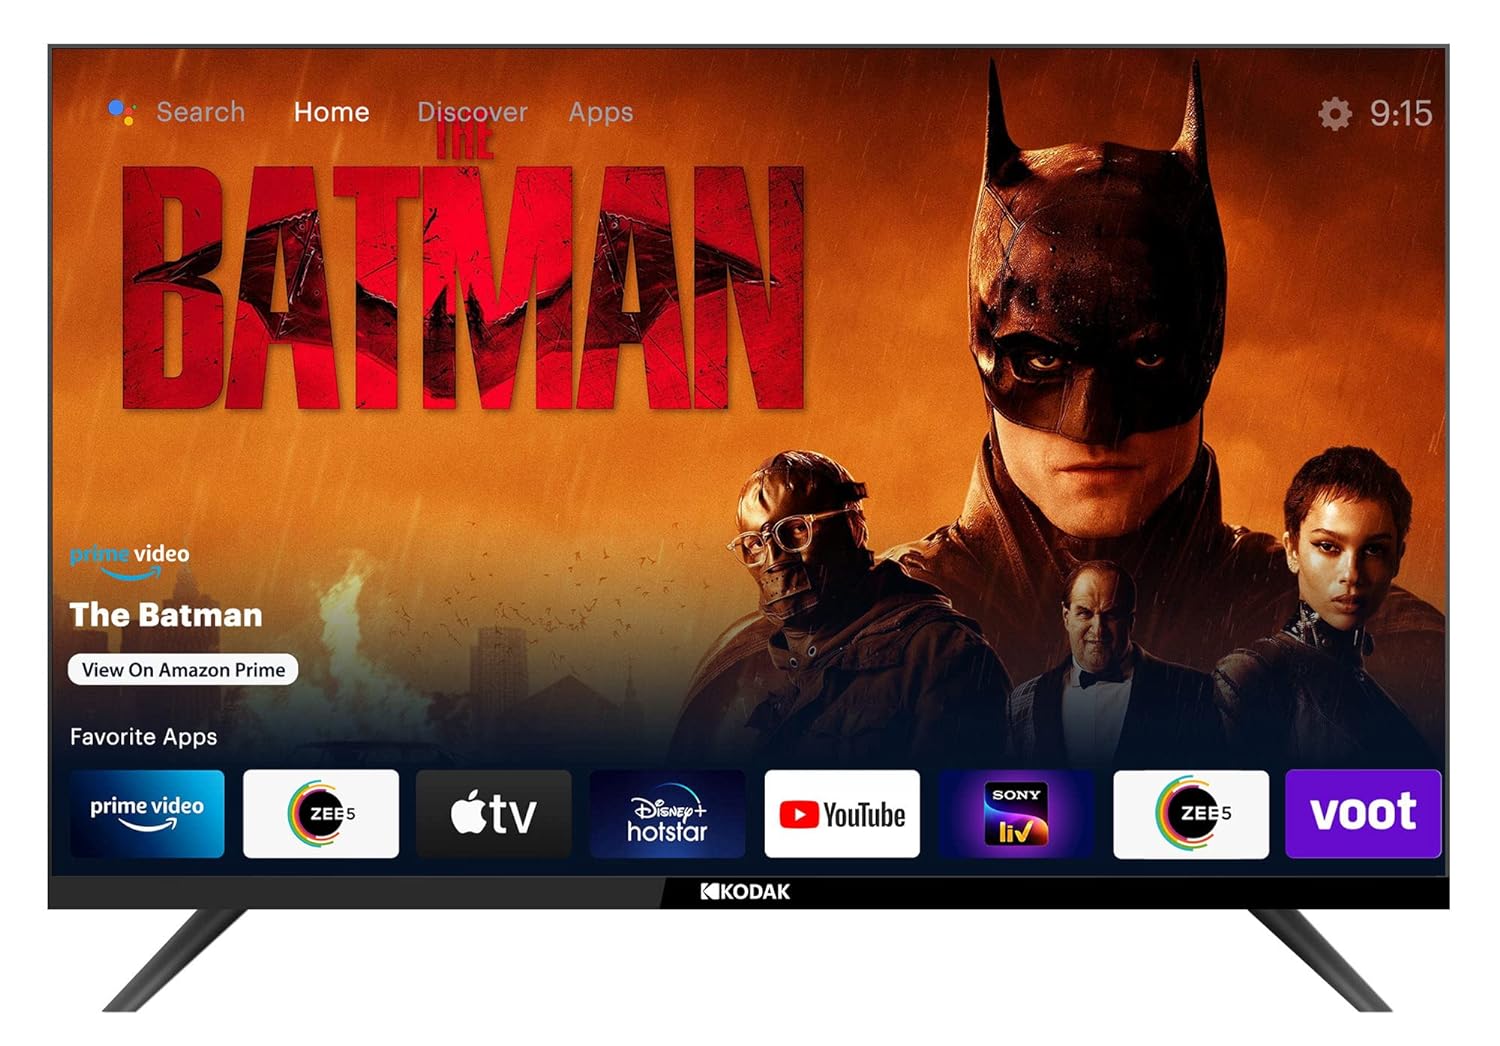 Search Home Discover Apps 9:15
THE
BATMAN
prime video
The Batman
View On Amazon Prime
Favorite Apps
prime video ZEE5 tv Disney+ hotstar YouTube SONY liv ZEE5 voot
KODAK